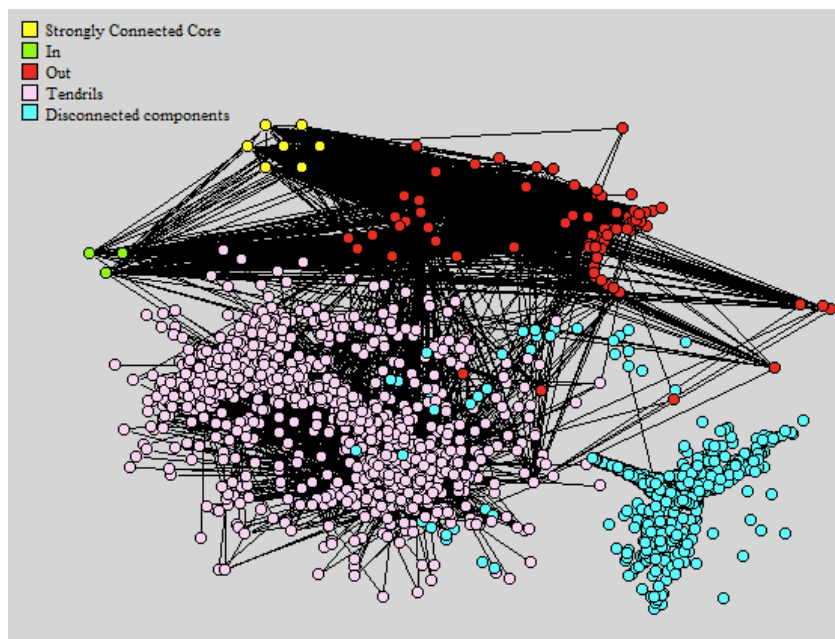 Strongly Connected Core
In
Out
Tendrils
Disconnected components